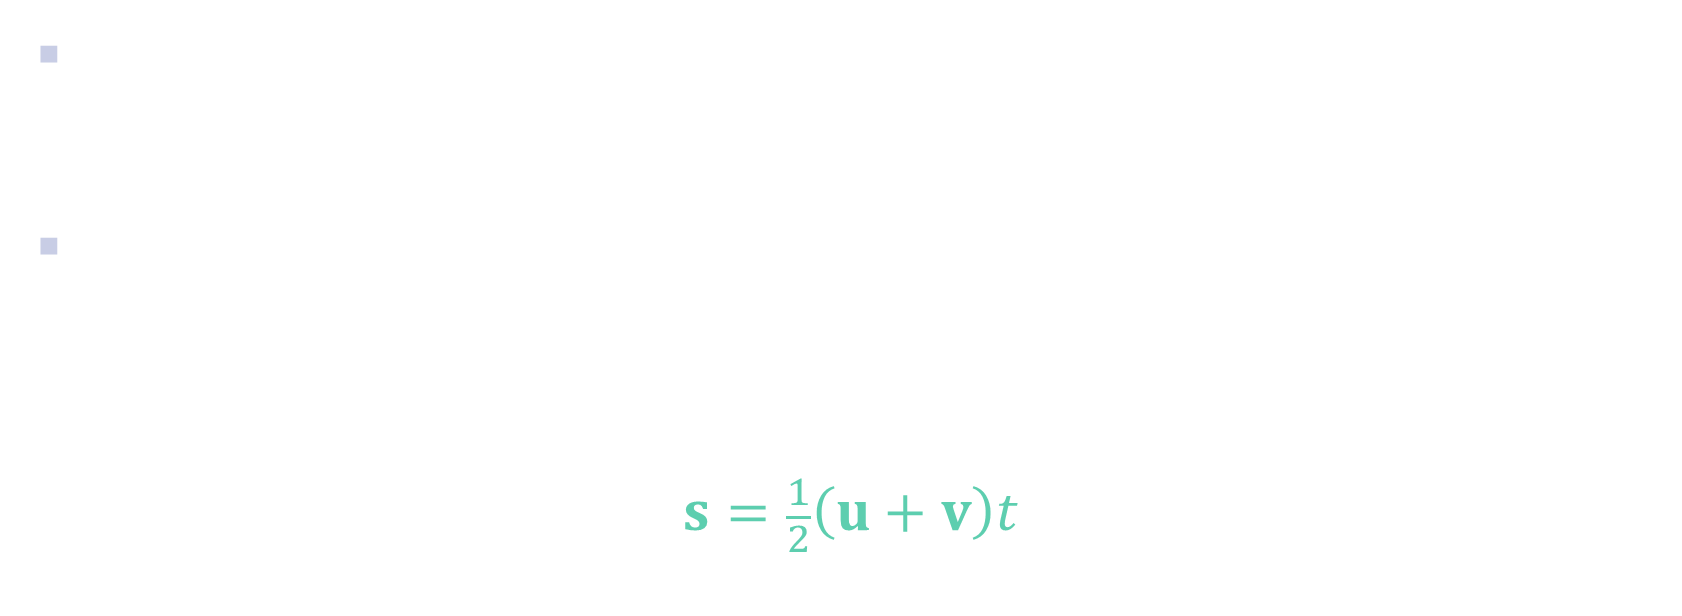 𝐬 = ½(𝐮 + 𝐯)𝑡